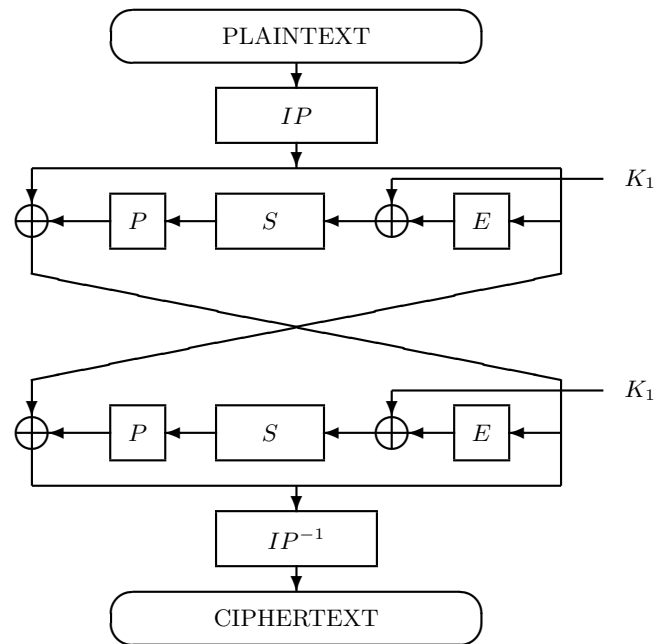 PLAINTEXT
IP
K₁
P S E
K₁
P S E
IP⁻¹
CIPHERTEXT